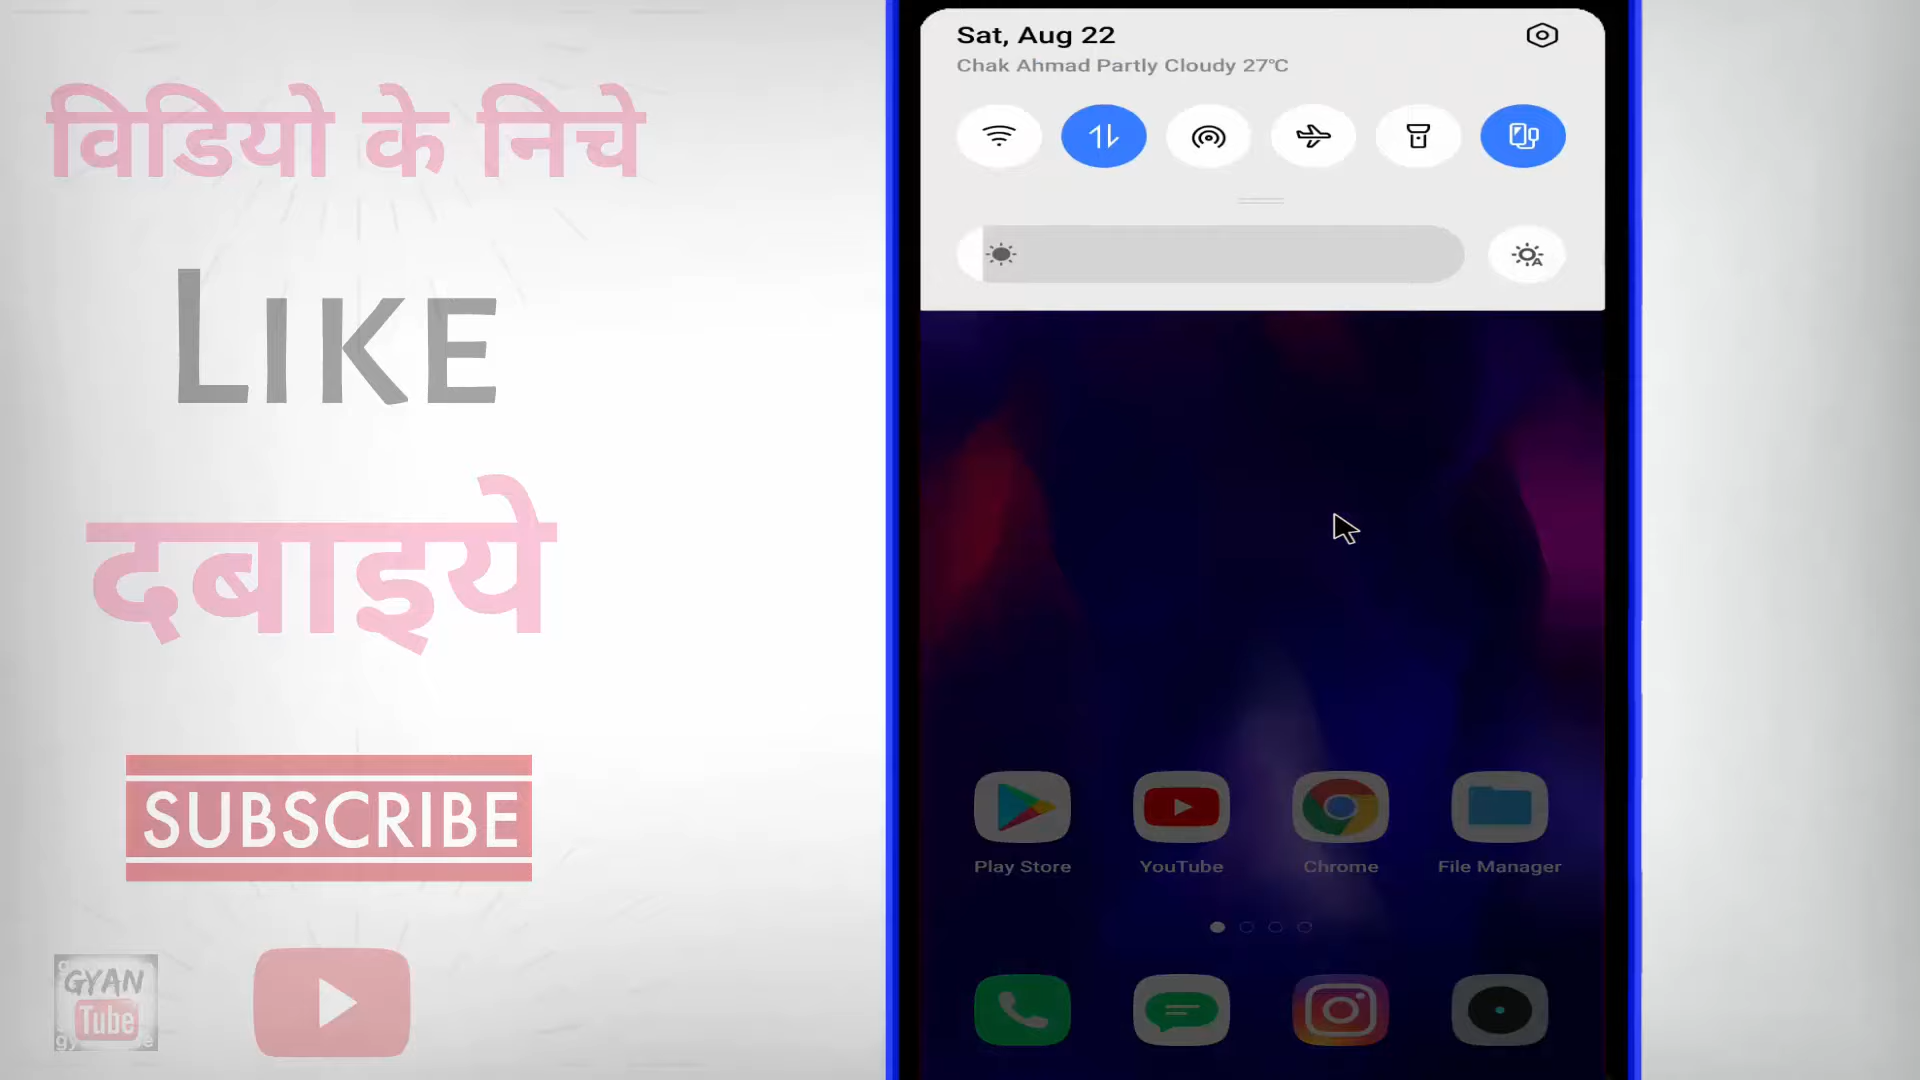 विडियो के निचे
LIKE
दबाइये
SUBSCRIBE
GYAN
Tube
Sat, Aug 22
Chak Ahmad Partly Cloudy 27°C
Play Store
YouTube
Chrome
File Manager